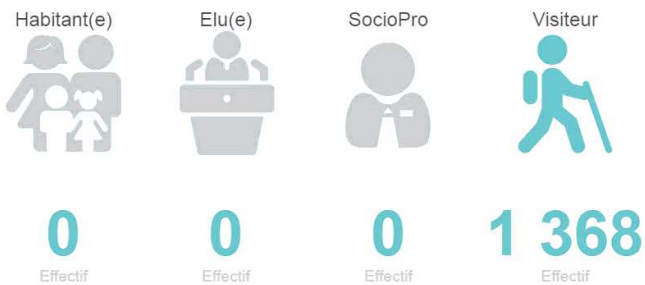 Habitant(e) Elu(e) SocioPro Visiteur
0 0 0 1 368
Effectif Effectif Effectif Effectif